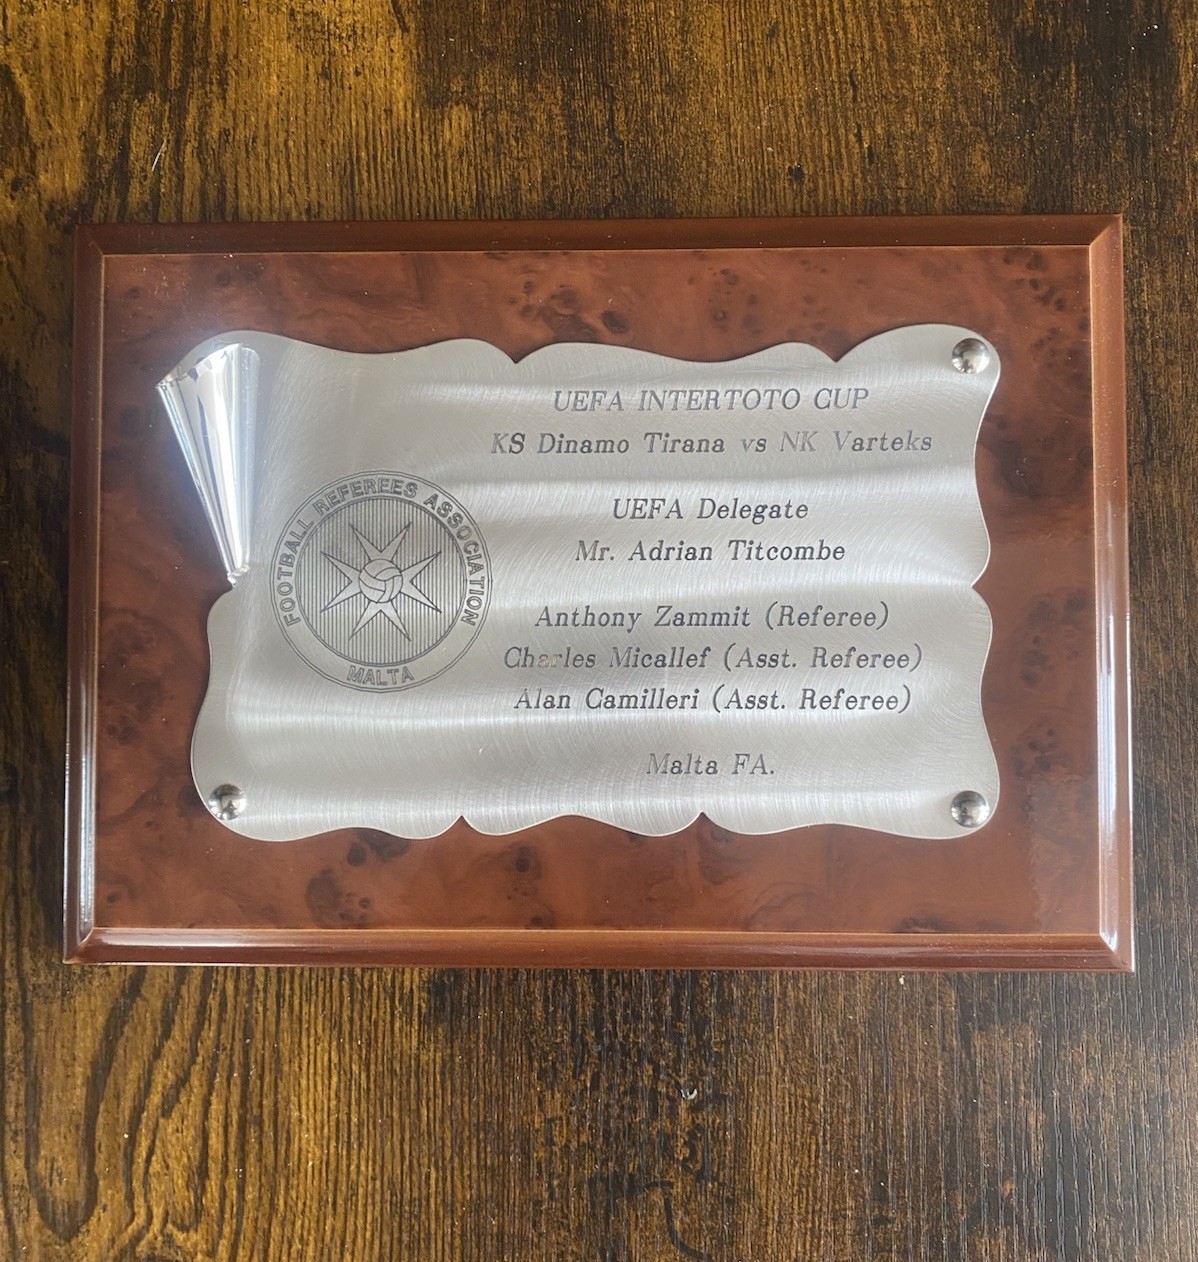 UEFA INTERTOTO CUP
KS Dinamo Tirana vs NK Varteks
UEFA Delegate
Mr. Adrian Titcombe
Anthony Zammit (Referee)
Charles Micallef (Asst. Referee)
Alan Camilleri (Asst. Referee)
Malta FA.
FOOTBALL REFEREES ASSOCIATION
MALTA